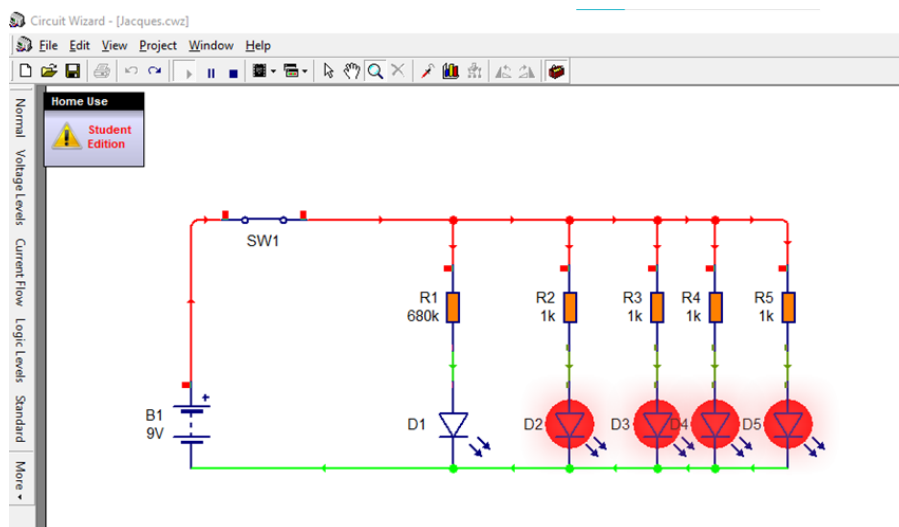 Circuit Wizard - [Jacques.cwz]
File Edit View Project Window Help
Home Use
Student
Edition
Normal
Voltage Levels
Current Flow
Logic Levels
Standard
More
SW1
R1
680k
R2
1k
R3
1k
R4
1k
R5
1k
B1
9V
+
D1
D2
D3
D4
D5